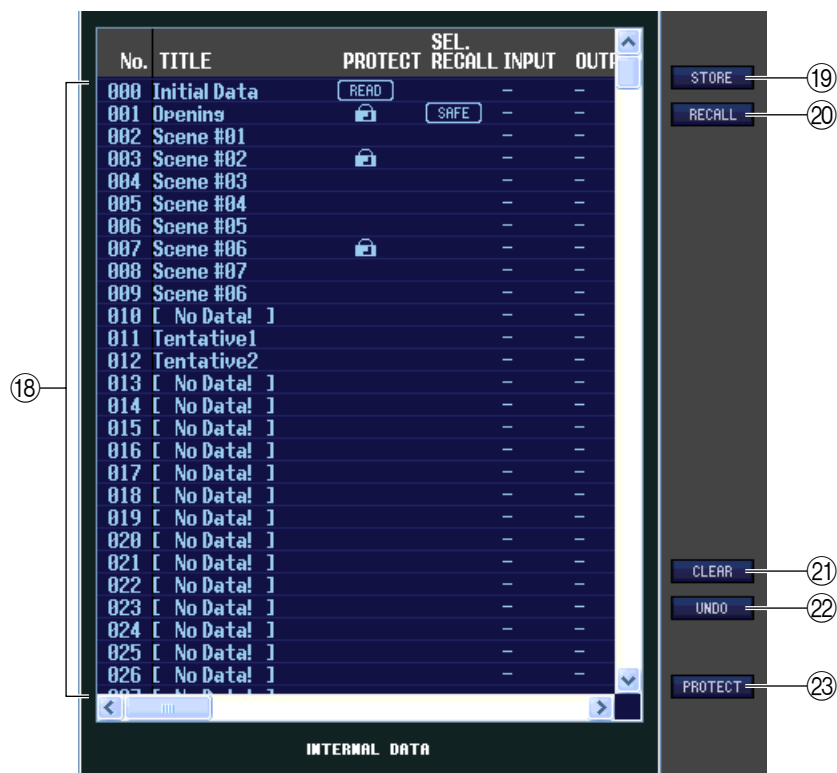 SEL.
No. TITLE PROTECT RECALL INPUT
000 Initial Data READ - -
001 Opening SAFE - -
002 Scene #01 - -
003 Scene #02 - -
004 Scene #03 - -
005 Scene #04 - -
006 Scene #05 - -
007 Scene #06 - -
008 Scene #07 - -
009 Scene #06 - -
010 [ No Data! ] - -
011 Tentative1 - -
012 Tentative2 - -
013 [ No Data! ] - -
014 [ No Data! ] - -
015 [ No Data! ] - -
016 [ No Data! ] - -
017 [ No Data! ] - -
018 [ No Data! ] - -
019 [ No Data! ] - -
020 [ No Data! ] - -
021 [ No Data! ] - -
022 [ No Data! ] - -
023 [ No Data! ] - -
024 [ No Data! ] - -
025 [ No Data! ] - -
026 [ No Data! ] - -
INTERNAL DATA
⑱
STORE ⑲
RECALL ⑳
CLEAR ㉑
UNDO ㉒
PROTECT ㉓